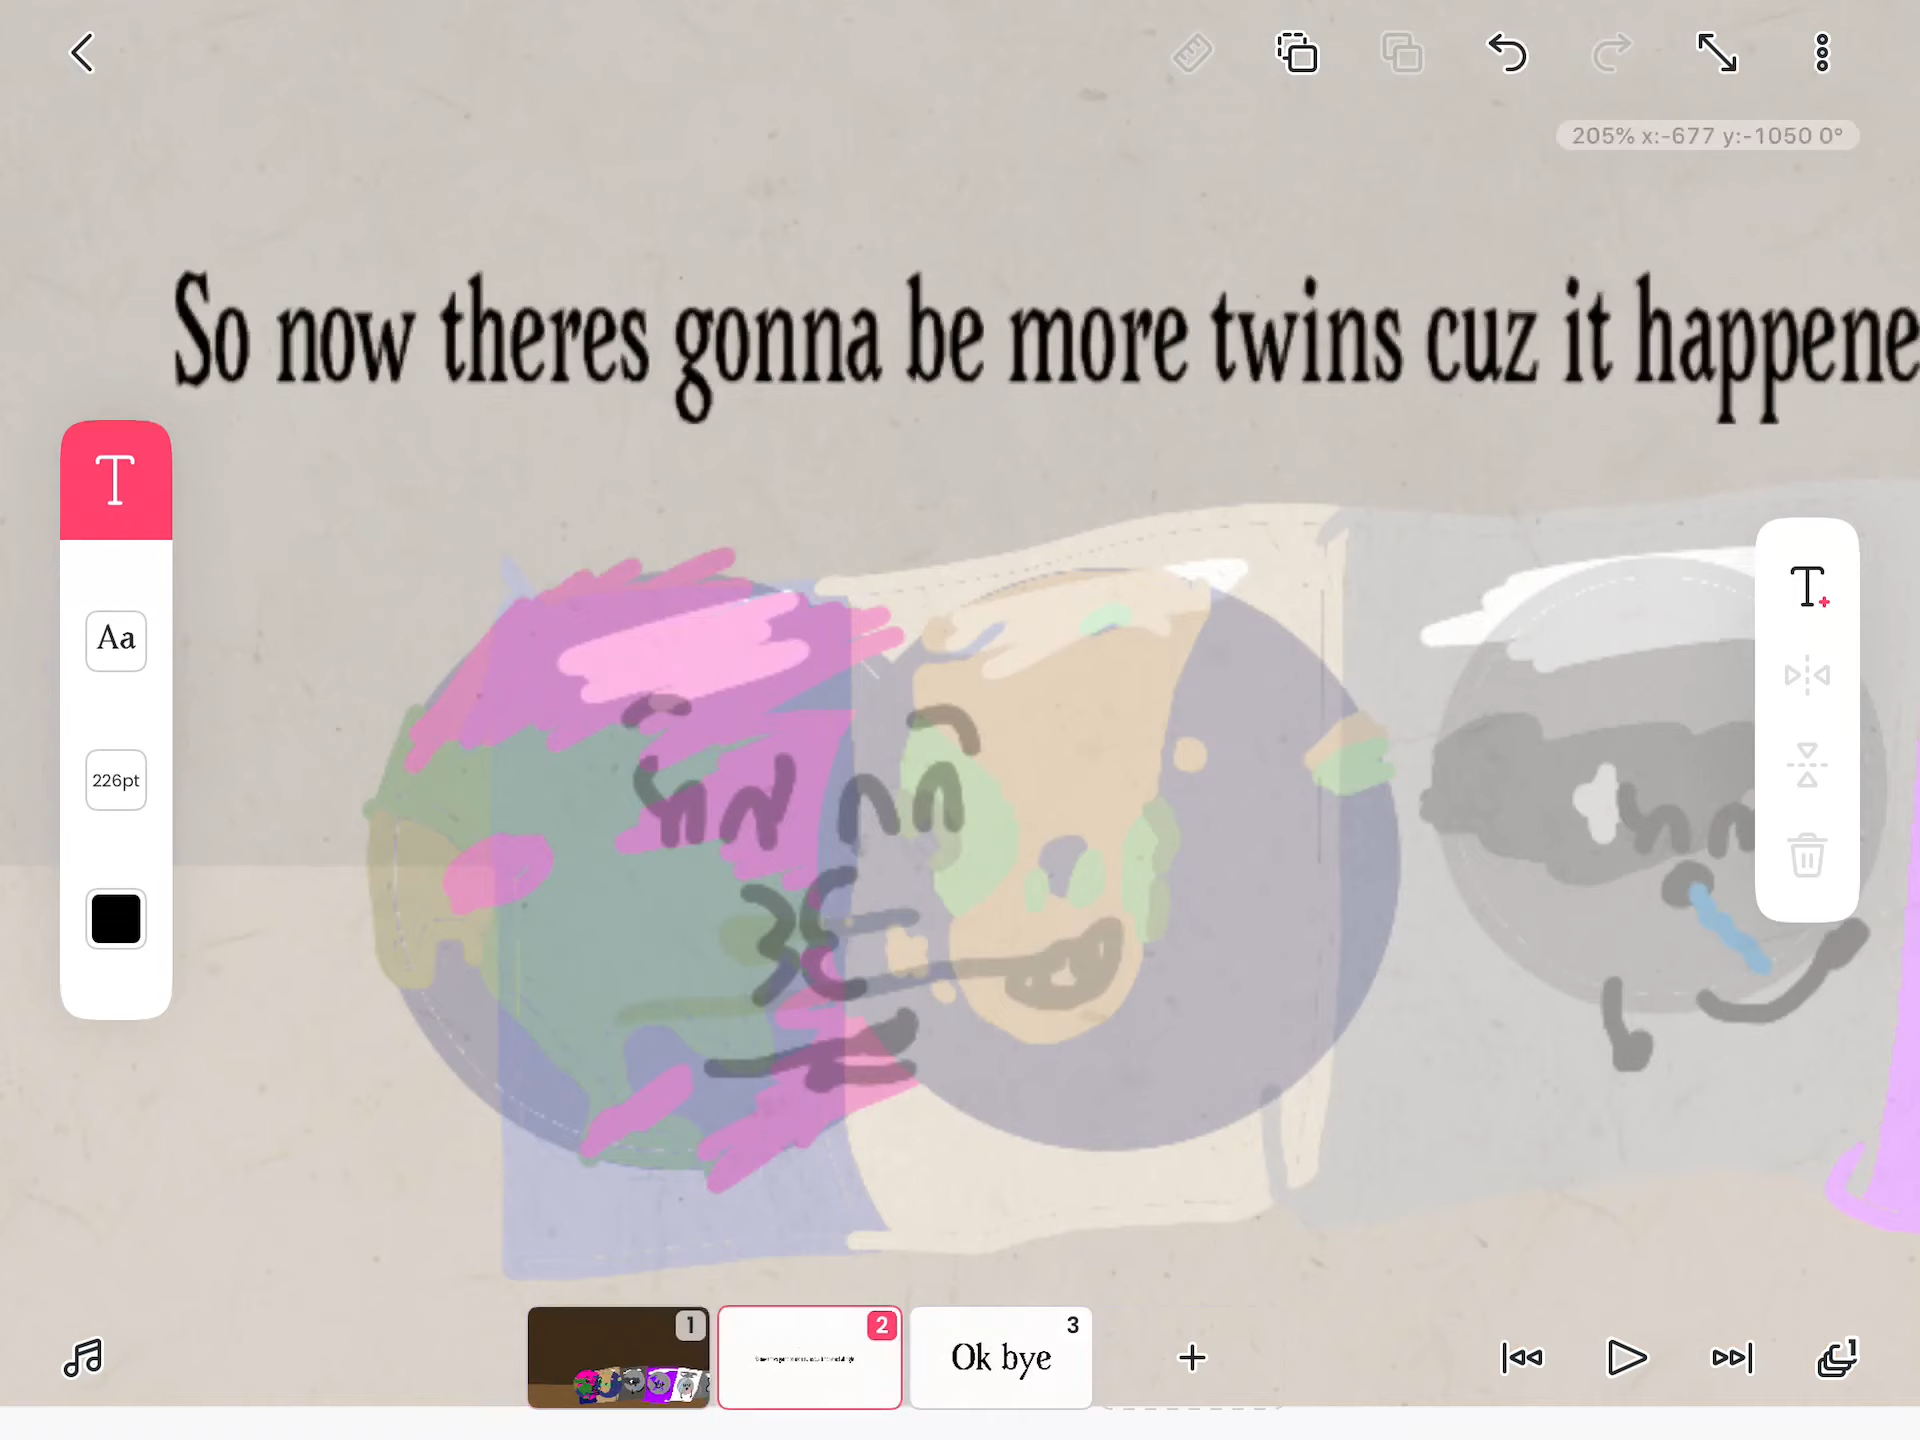 205% x:-677 y:-1050 0°
So now theres gonna be more twins cuz it happene
T
Aa
226pt
T
1
2
3
Ok bye
1